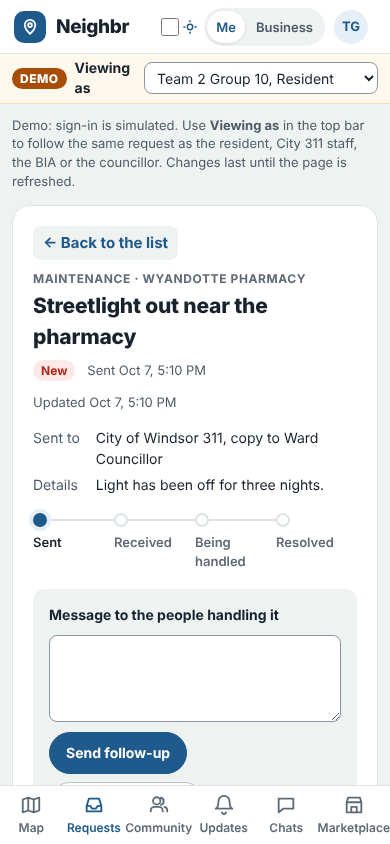 Neighbr
Me
Business
TG
DEMO
Viewing as
Team 2 Group 10, Resident
Demo: sign-in is simulated. Use Viewing as in the top bar
to follow the same request as the resident, City 311 staff,
the BIA or the councillor. Changes last until the page is
refreshed.
← Back to the list
MAINTENANCE · WYANDOTTE PHARMACY
Streetlight out near the
pharmacy
New
Sent Oct 7, 5:10 PM
Updated Oct 7, 5:10 PM
Sent to
City of Windsor 311, copy to Ward
Councillor
Details
Light has been off for three nights.
Sent
Received
Being
handled
Resolved
Message to the people handling it
Send follow-up
Map
Requests
Community
Updates
Chats
Marketplace